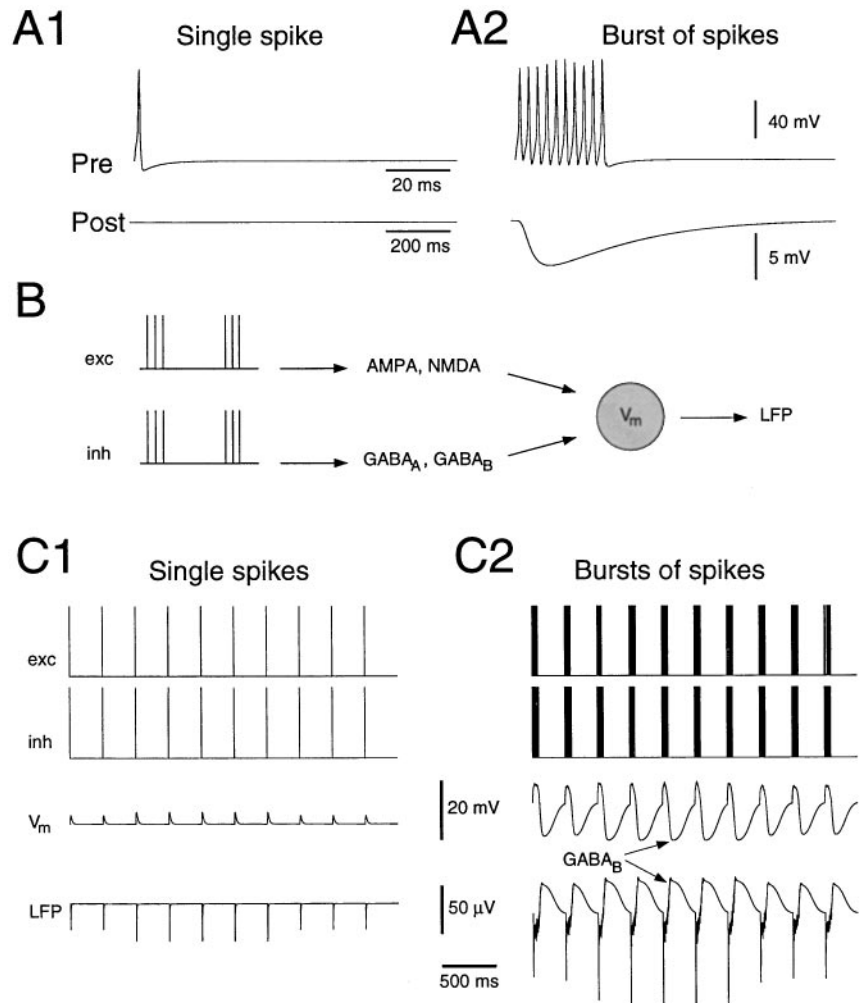 A1 Single spike
A2 Burst of spikes
40 mV
Pre
20 ms
Post
200 ms
5 mV
B
exc
AMPA, NMDA
Vm
LFP
inh
GABAA, GABAB
C1 Single spikes
C2 Bursts of spikes
exc
inh
Vm
20 mV
GABAB
LFP
50 μV
500 ms